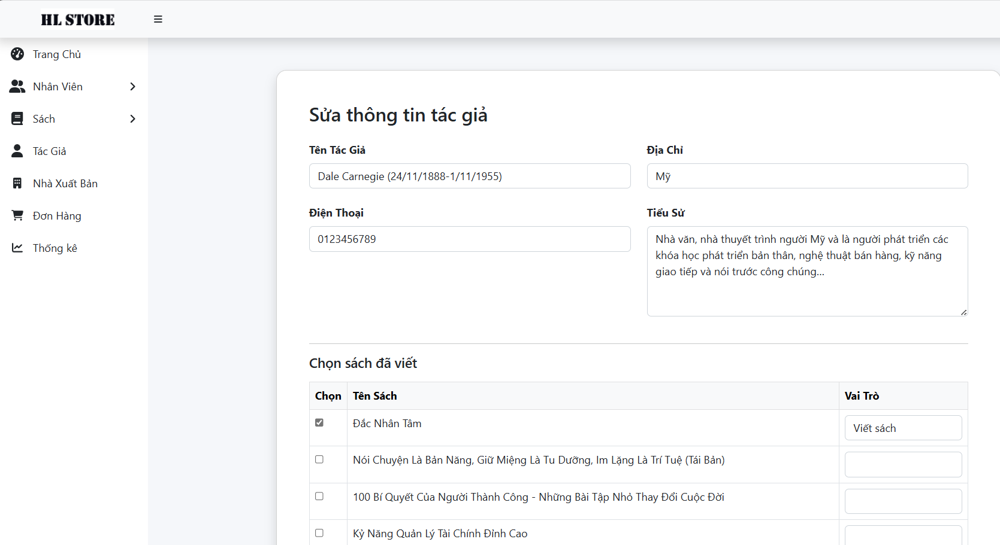 HL STORE
Trang Chủ
Nhân Viên
Sách
Tác Giả
Nhà Xuất Bản
Đơn Hàng
Thống kê
Sửa thông tin tác giả
Tên Tác Giả
Địa Chỉ
Dale Carnegie (24/11/1888-1/11/1955)
Mỹ
Điện Thoại
Tiểu Sử
0123456789
Nhà văn, nhà thuyết trình người Mỹ và là người phát triển các
khóa học phát triển bản thân, nghệ thuật bán hàng, kỹ năng
giao tiếp và nói trước công chúng...
Chọn sách đã viết
Chọn Tên Sách Vai Trò
Đắc Nhân Tâm Viết sách
Nói Chuyện Là Bản Năng, Giữ Miệng Là Tu Dưỡng, Im Lặng Là Trí Tuệ (Tái Bản)
100 Bí Quyết Của Người Thành Công - Những Bài Tập Nhỏ Thay Đổi Cuộc Đời
Kỷ Năng Quản Lý Tài Chính Đỉnh Cao